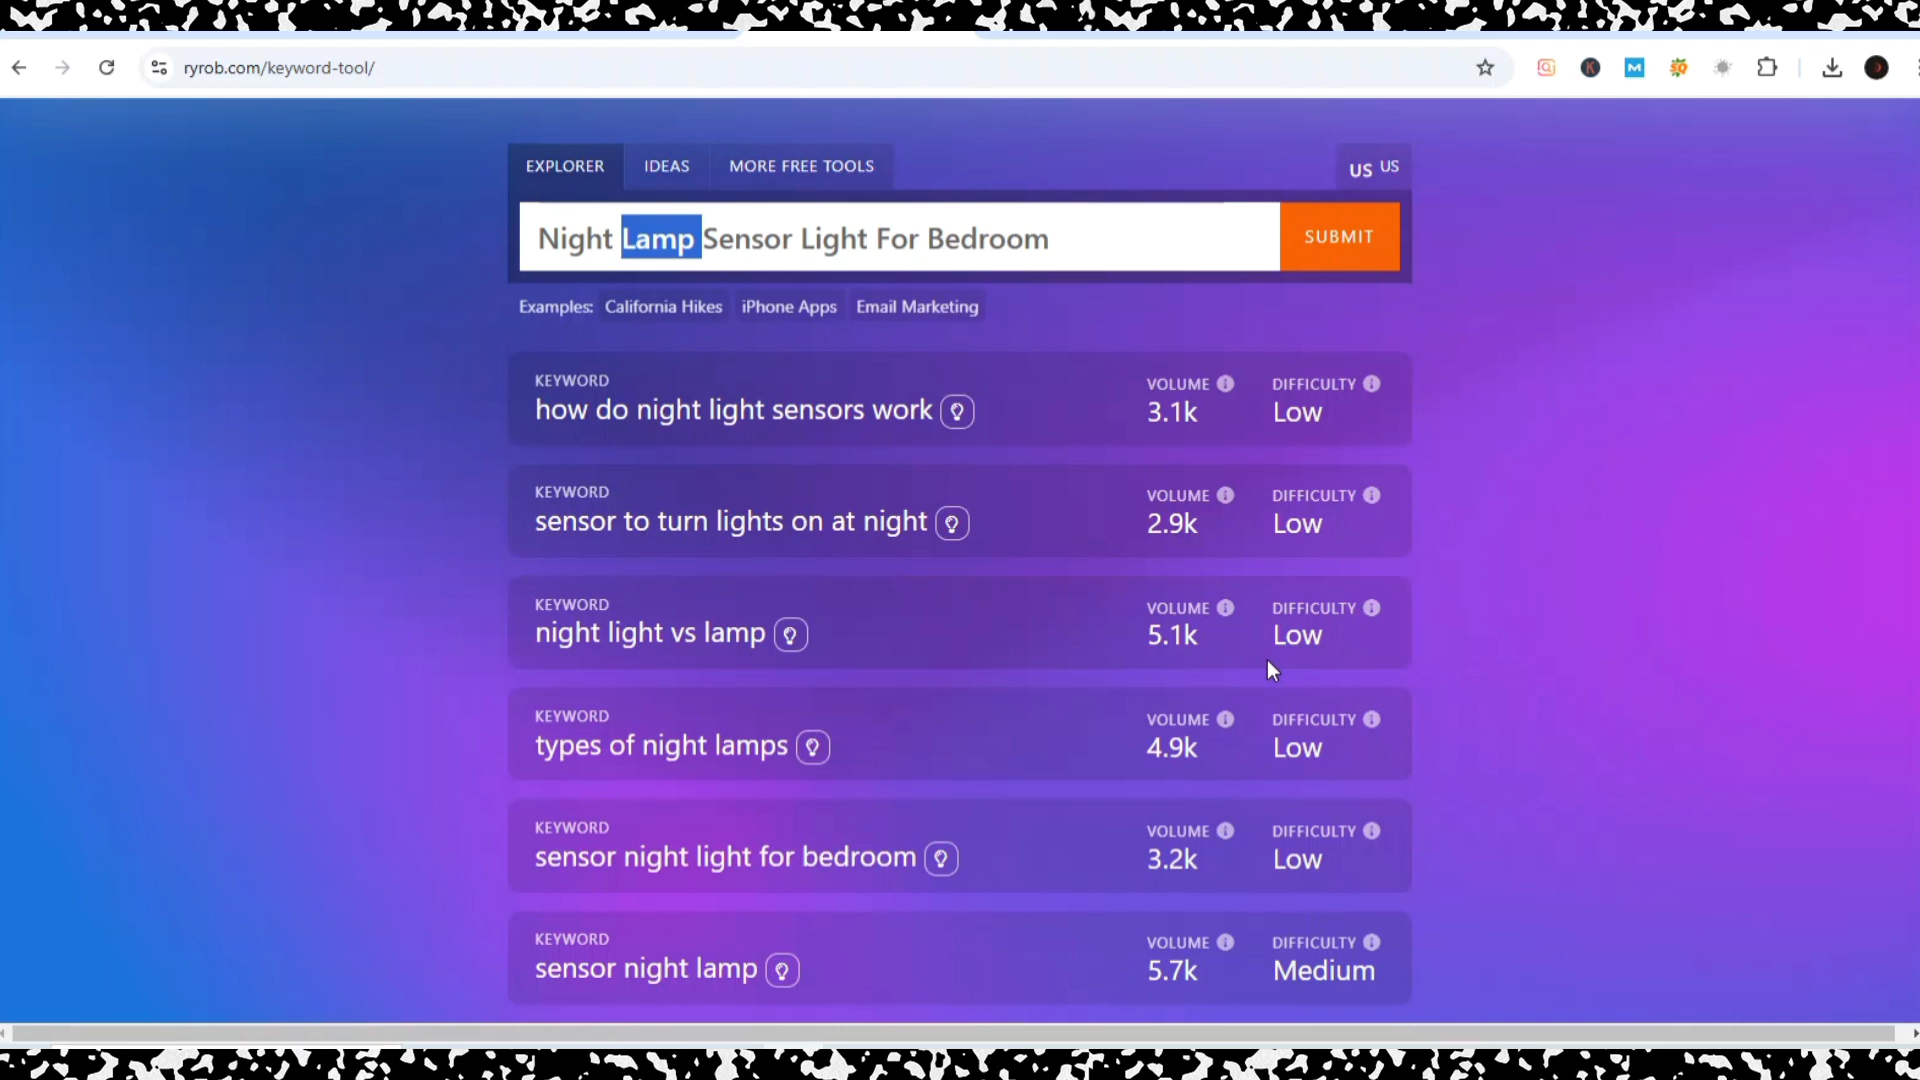 ryrob.com/keyword-tool/
EXPLORER IDEAS MORE FREE TOOLS US US
Night Lamp Sensor Light For Bedroom SUBMIT
Examples: California Hikes iPhone Apps Email Marketing
KEYWORD VOLUME DIFFICULTY
how do night light sensors work 3.1k Low
KEYWORD VOLUME DIFFICULTY
sensor to turn lights on at night 2.9k Low
KEYWORD VOLUME DIFFICULTY
night light vs lamp 5.1k Low
KEYWORD VOLUME DIFFICULTY
types of night lamps 4.9k Low
KEYWORD VOLUME DIFFICULTY
sensor night light for bedroom 3.2k Low
KEYWORD VOLUME DIFFICULTY
sensor night lamp 5.7k Medium